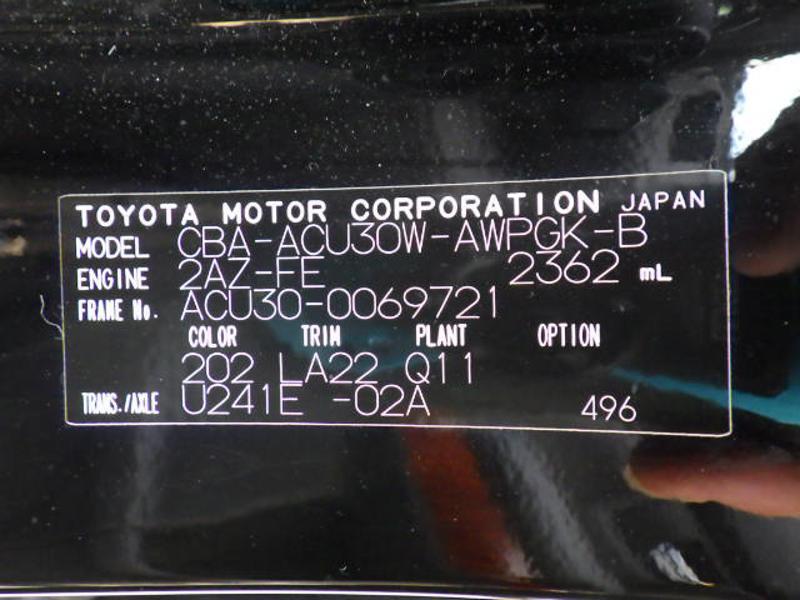 TOYOTA MOTOR CORPORATION JAPAN
MODEL CBA-ACU30W-AWPGK-B
ENGINE 2AZ-FE 2362 mL
FRAME No. ACU30-0069721
COLOR TRIM PLANT OPTION
202 LA22 Q11
TRANS./AXLE U241E -02A 496